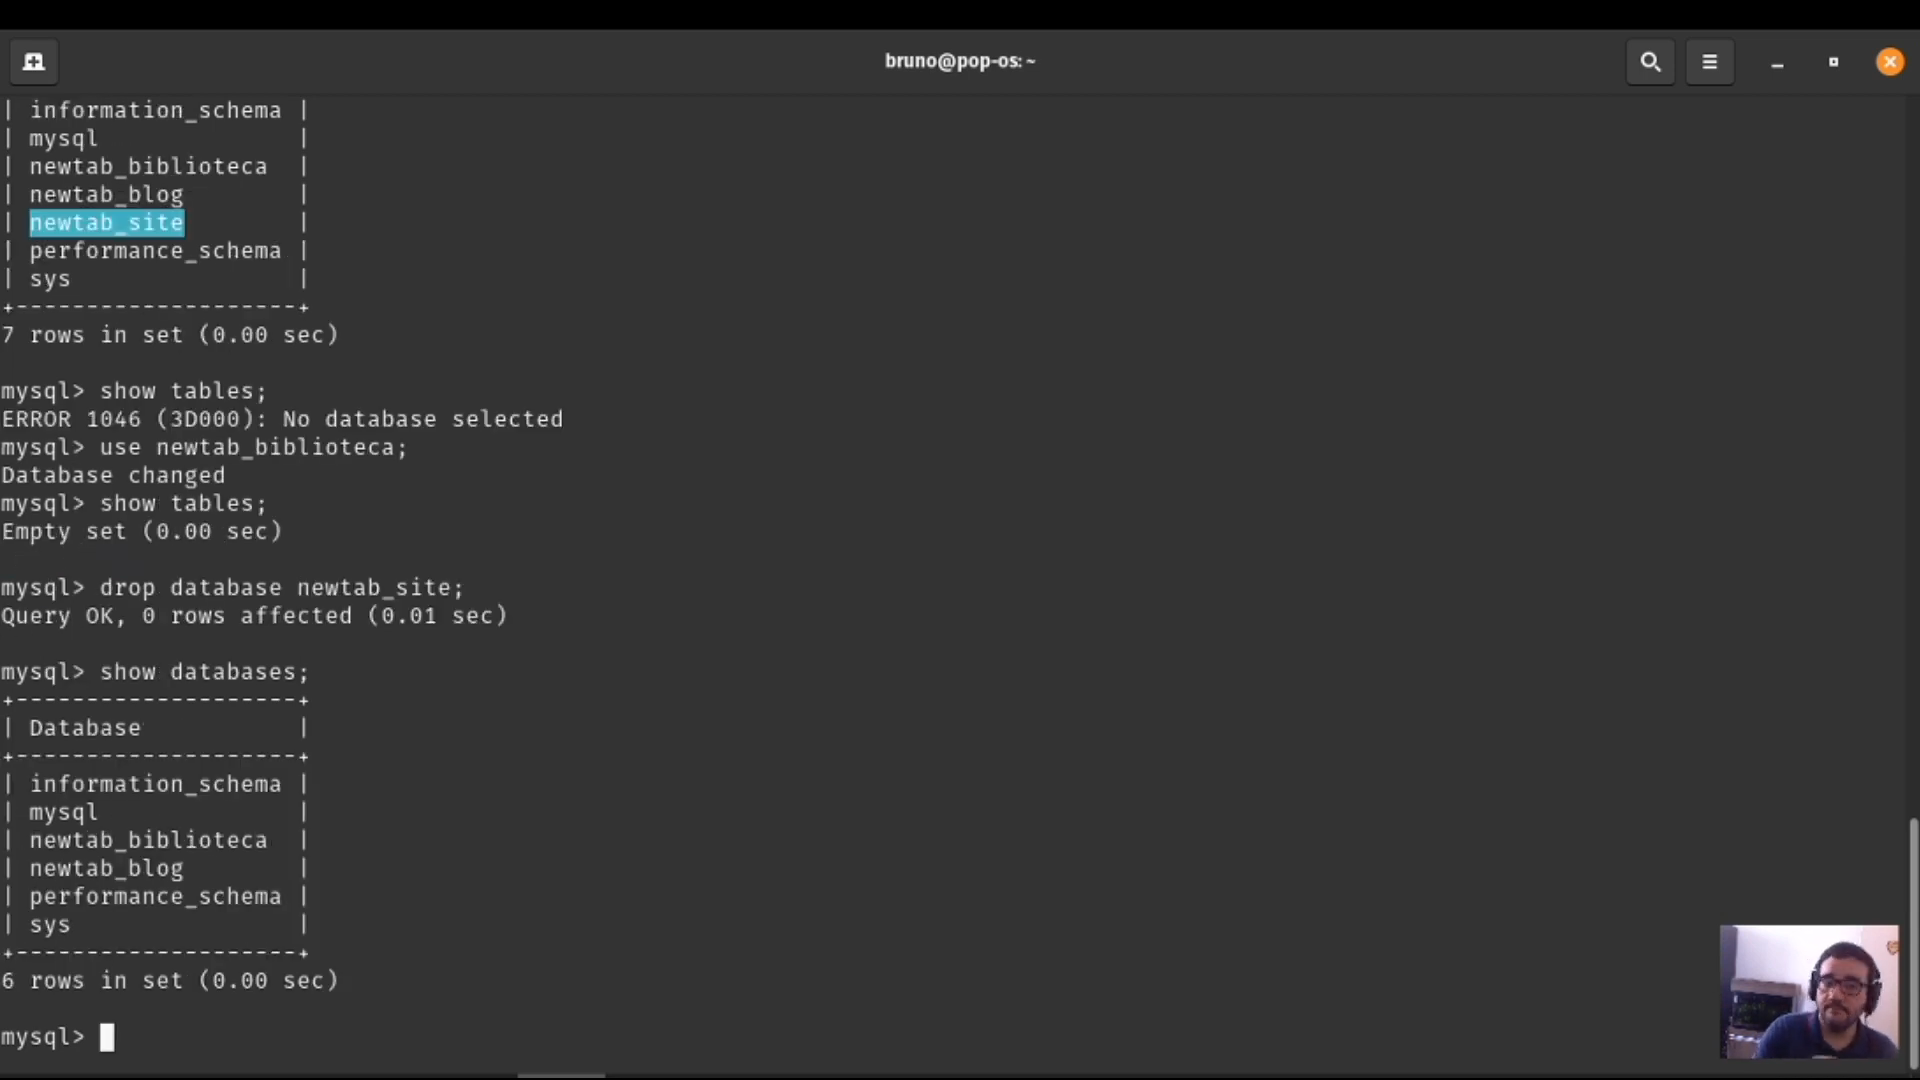 bruno@pop-os: ~
| information_schema |
| mysql              |
| newtab_biblioteca  |
| newtab_blog        |
| newtab_site        |
| performance_schema |
| sys                |
+--------------------+
7 rows in set (0.00 sec)
mysql> show tables;
ERROR 1046 (3D000): No database selected
mysql> use newtab_biblioteca;
Database changed
mysql> show tables;
Empty set (0.00 sec)
mysql> drop database newtab_site;
Query OK, 0 rows affected (0.01 sec)
mysql> show databases;
+--------------------+
| Database           |
+--------------------+
| information_schema |
| mysql              |
| newtab_biblioteca  |
| newtab_blog        |
| performance_schema |
| sys                |
+--------------------+
6 rows in set (0.00 sec)
mysql>